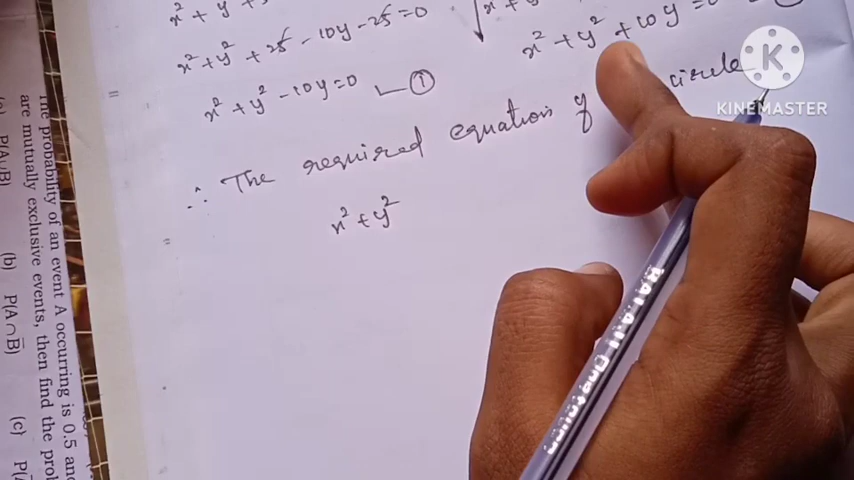 x² + y² +
x² + y² + 25 - 10y - 25 = 0
x² + y² - 10y = 0 — ①
x² + y² + 10y = 0
∴ The required equation of circle
x² + y²
K
KINEMASTER
The probability of an event A occurring is 0.5 and
are mutually exclusive events, then find the prob
P(A∪B)
(b) P(A ∩ B̅)
(c)